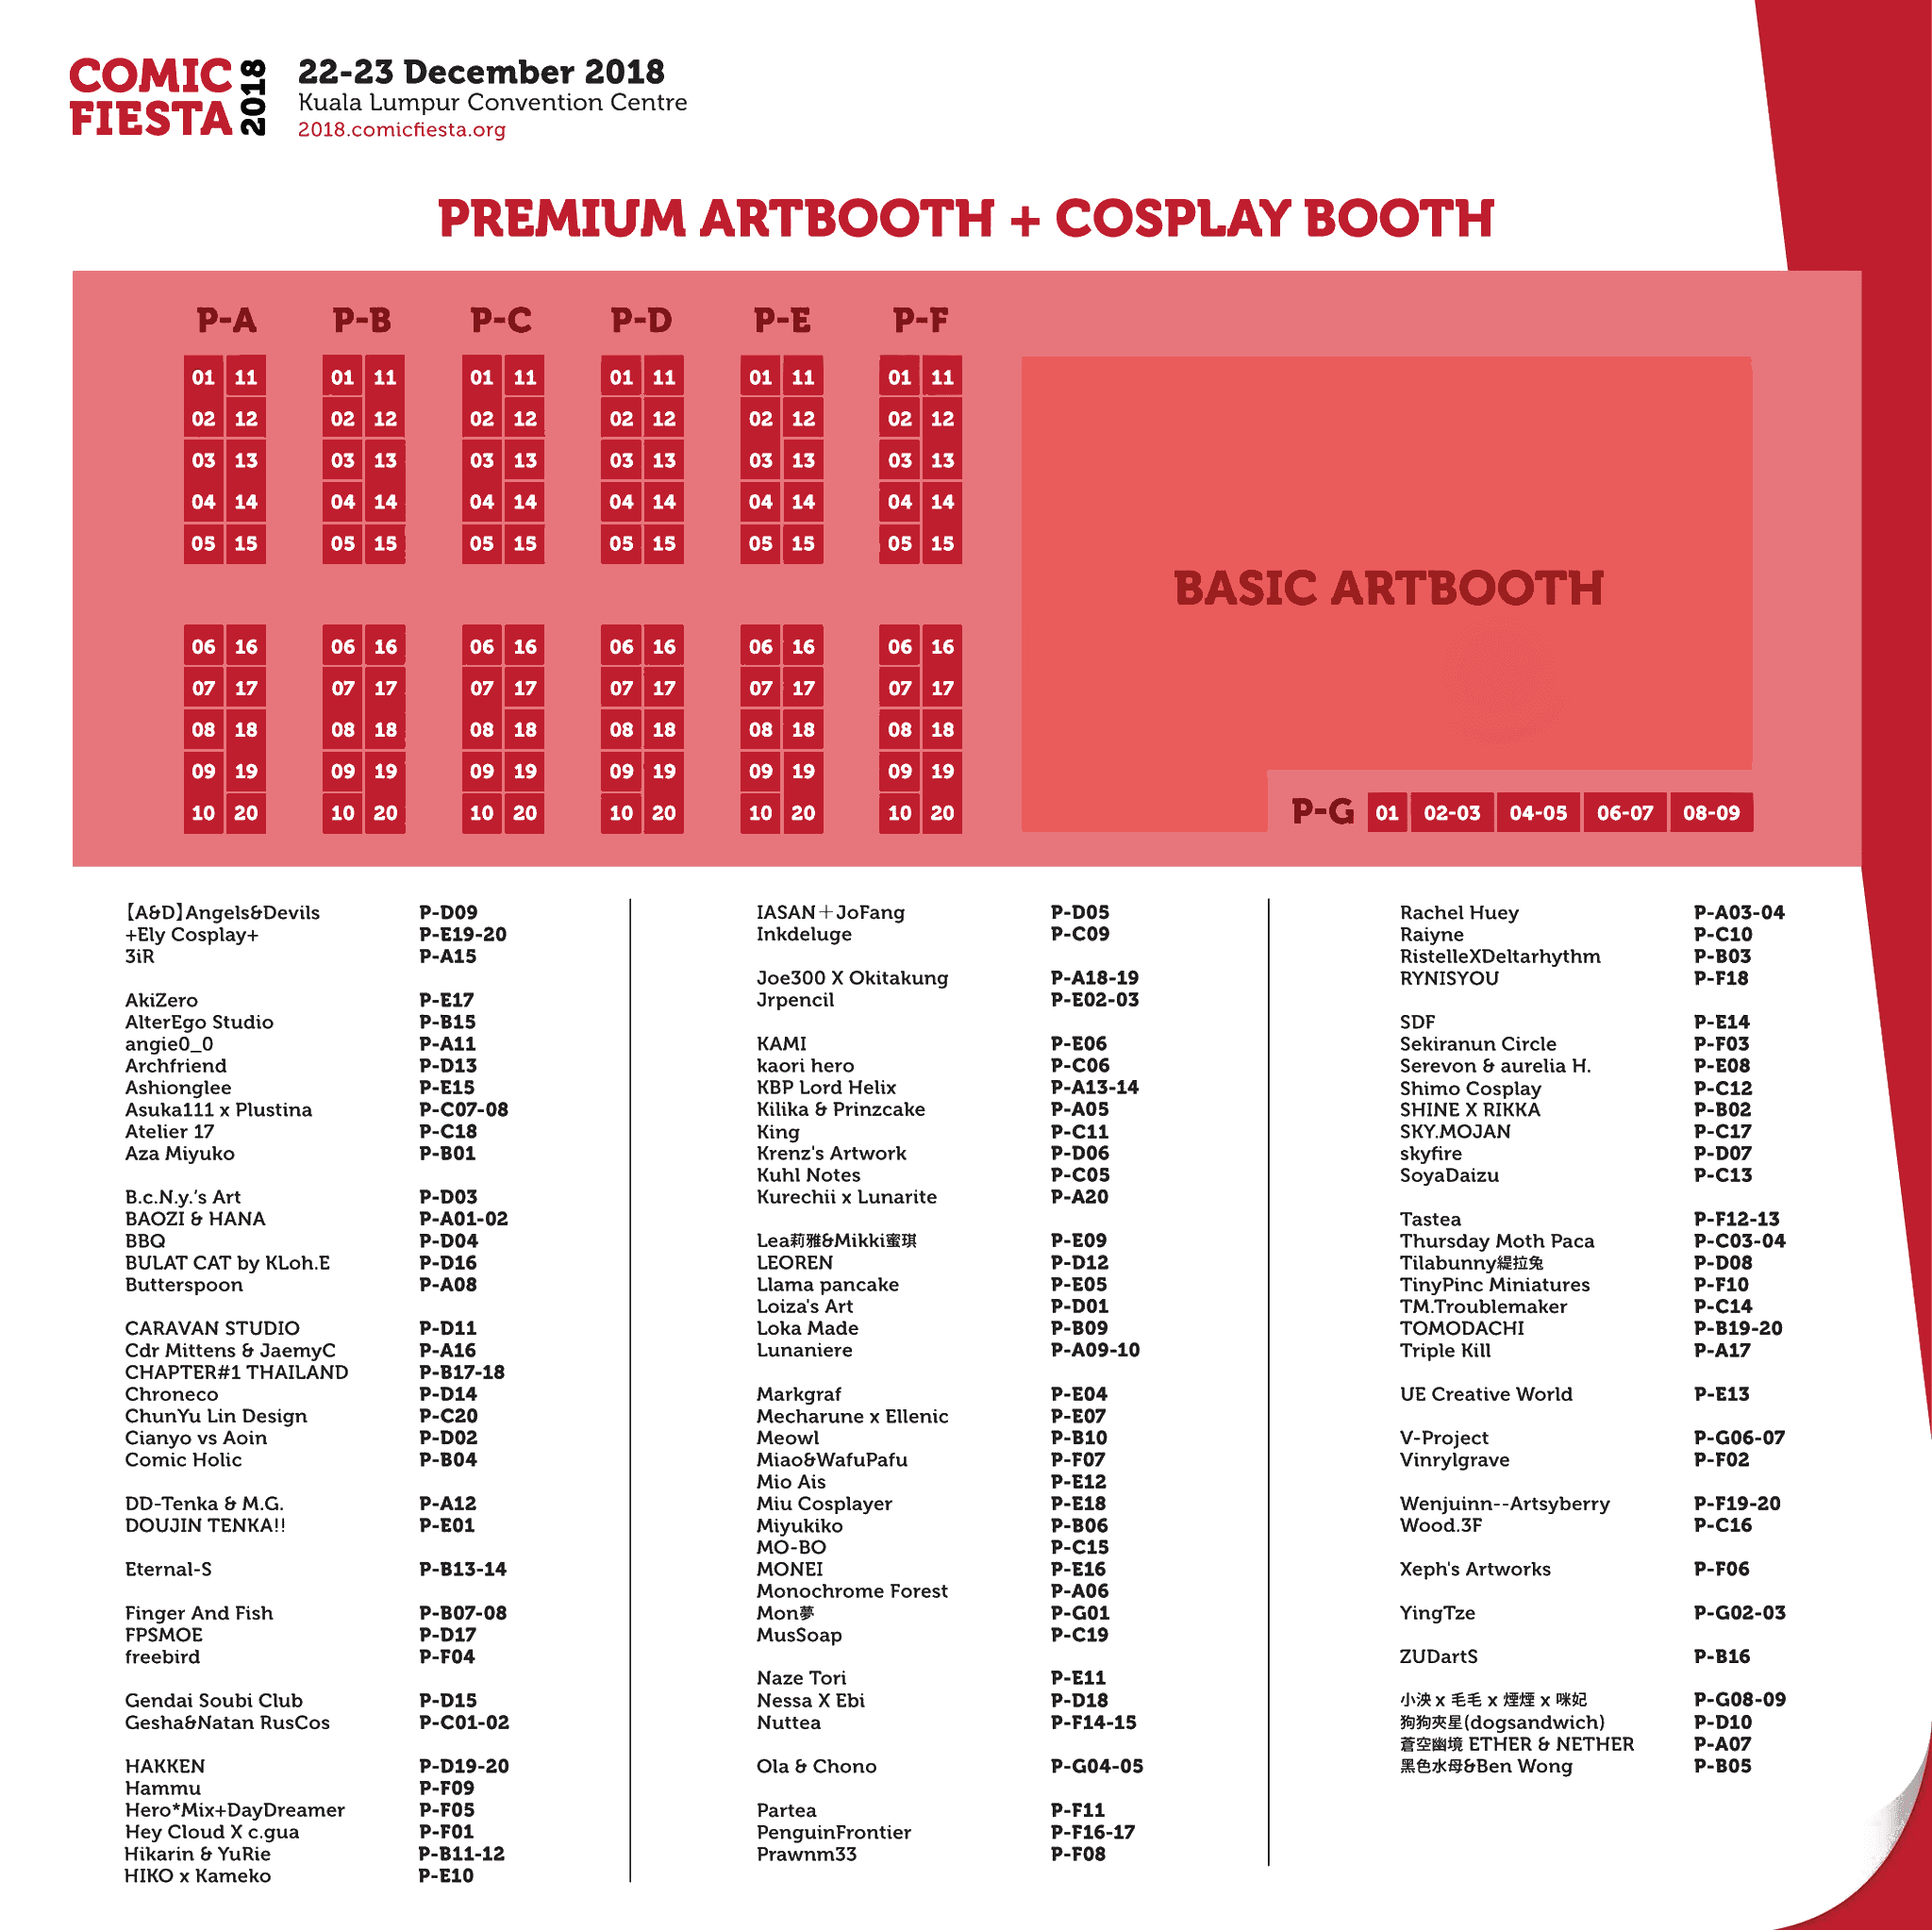 COMIC
FIESTA
2018
22-23 December 2018
Kuala Lumpur Convention Centre
2018.comicfiesta.org
PREMIUM ARTBOOTH + COSPLAY BOOTH
P-A P-B P-C P-D P-E P-F
01 11 01 11 01 11 01 11 01 11 01 11
02 12 02 12 02 12 02 12 02 12 02 12
03 13 03 13 03 13 03 13 03 13 03 13
04 14 04 14 04 14 04 14 04 14 04 14
05 15 05 15 05 15 05 15 05 15 05 15
BASIC ARTBOOTH
06 16 06 16 06 16 06 16 06 16 06 16
07 17 07 17 07 17 07 17 07 17 07 17
08 18 08 18 08 18 08 18 08 18 08 18
09 19 09 19 09 19 09 19 09 19 09 19
10 20 10 20 10 20 10 20 10 20 10 20
P-G 01 02-03 04-05 06-07 08-09
【A&D】Angels&Devils P-D09
+Ely Cosplay+ P-E19-20
3iR P-A15
AkiZero P-E17
AlterEgo Studio P-B15
angie0_0 P-A11
Archfriend P-D13
Ashionglee P-E15
Asuka111 x Plustina P-C07-08
Atelier 17 P-C18
Aza Miyuko P-B01
B.c.N.y.'s Art P-D03
BAOZI & HANA P-A01-02
BBQ P-D04
BULAT CAT by KLoh.E P-D16
Butterspoon P-A08
CARAVAN STUDIO P-D11
Cdr Mittens & JaemyC P-A16
CHAPTER#1 THAILAND P-B17-18
Chroneco P-D14
ChunYu Lin Design P-C20
Cianyo vs Aoin P-D02
Comic Holic P-B04
DD-Tenka & M.G. P-A12
DOUJIN TENKA!! P-E01
Eternal-S P-B13-14
Finger And Fish P-B07-08
FPSMOE P-D17
freebird P-F04
Gendai Soubi Club P-D15
Gesha&Natan RusCos P-C01-02
HAKKEN P-D19-20
Hammu P-F09
Hero*Mix+DayDreamer P-F05
Hey Cloud X c.gua P-F01
Hikarin & YuRie P-B11-12
HIKO x Kameko P-E10
IASAN＋JoFang P-D05
Inkdeluge P-C09
Joe300 X Okitakung P-A18-19
Jrpencil P-E02-03
KAMI P-E06
kaori hero P-C06
KBP Lord Helix P-A13-14
Kilika & Prinzcake P-A05
King P-C11
Krenz's Artwork P-D06
Kuhl Notes P-C05
Kurechii x Lunarite P-A20
Lea莉雅&Mikki蜜琪 P-E09
LEOREN P-D12
Llama pancake P-E05
Loiza's Art P-D01
Loka Made P-B09
Lunaniere P-A09-10
Markgraf P-E04
Mecharune x Ellenic P-E07
Meowl P-B10
Miao&WafuPafu P-F07
Mio Ais P-E12
Miu Cosplayer P-E18
Miyukiko P-B06
MO-BO P-C15
MONEI P-E16
Monochrome Forest P-A06
Mon夢 P-G01
MusSoap P-C19
Naze Tori P-E11
Nessa X Ebi P-D18
Nuttea P-F14-15
Ola & Chono P-G04-05
Partea P-F11
PenguinFrontier P-F16-17
Prawnm33 P-F08
Rachel Huey P-A03-04
Raiyne P-C10
RistelleXDeltarhythm P-B03
RYNISYOU P-F18
SDF P-E14
Sekiranun Circle P-F03
Serevon & aurelia H. P-E08
Shimo Cosplay P-C12
SHINE X RIKKA P-B02
SKY.MOJAN P-C17
skyfire P-D07
SoyaDaizu P-C13
Tastea P-F12-13
Thursday Moth Paca P-C03-04
Tilabunny緹拉兔 P-D08
TinyPinc Miniatures P-F10
TM.Troublemaker P-C14
TOMODACHI P-B19-20
Triple Kill P-A17
UE Creative World P-E13
V-Project P-G06-07
Vinrylgrave P-F02
Wenjuinn--Artsyberry P-F19-20
Wood.3F P-C16
Xeph's Artworks P-F06
YingTze P-G02-03
ZUDartS P-B16
小泱 x 毛毛 x 煙煙 x 咪妃 P-G08-09
狗狗夾星(dogsandwich) P-D10
蒼空幽境 ETHER & NETHER P-A07
黑色水母&Ben Wong P-B05